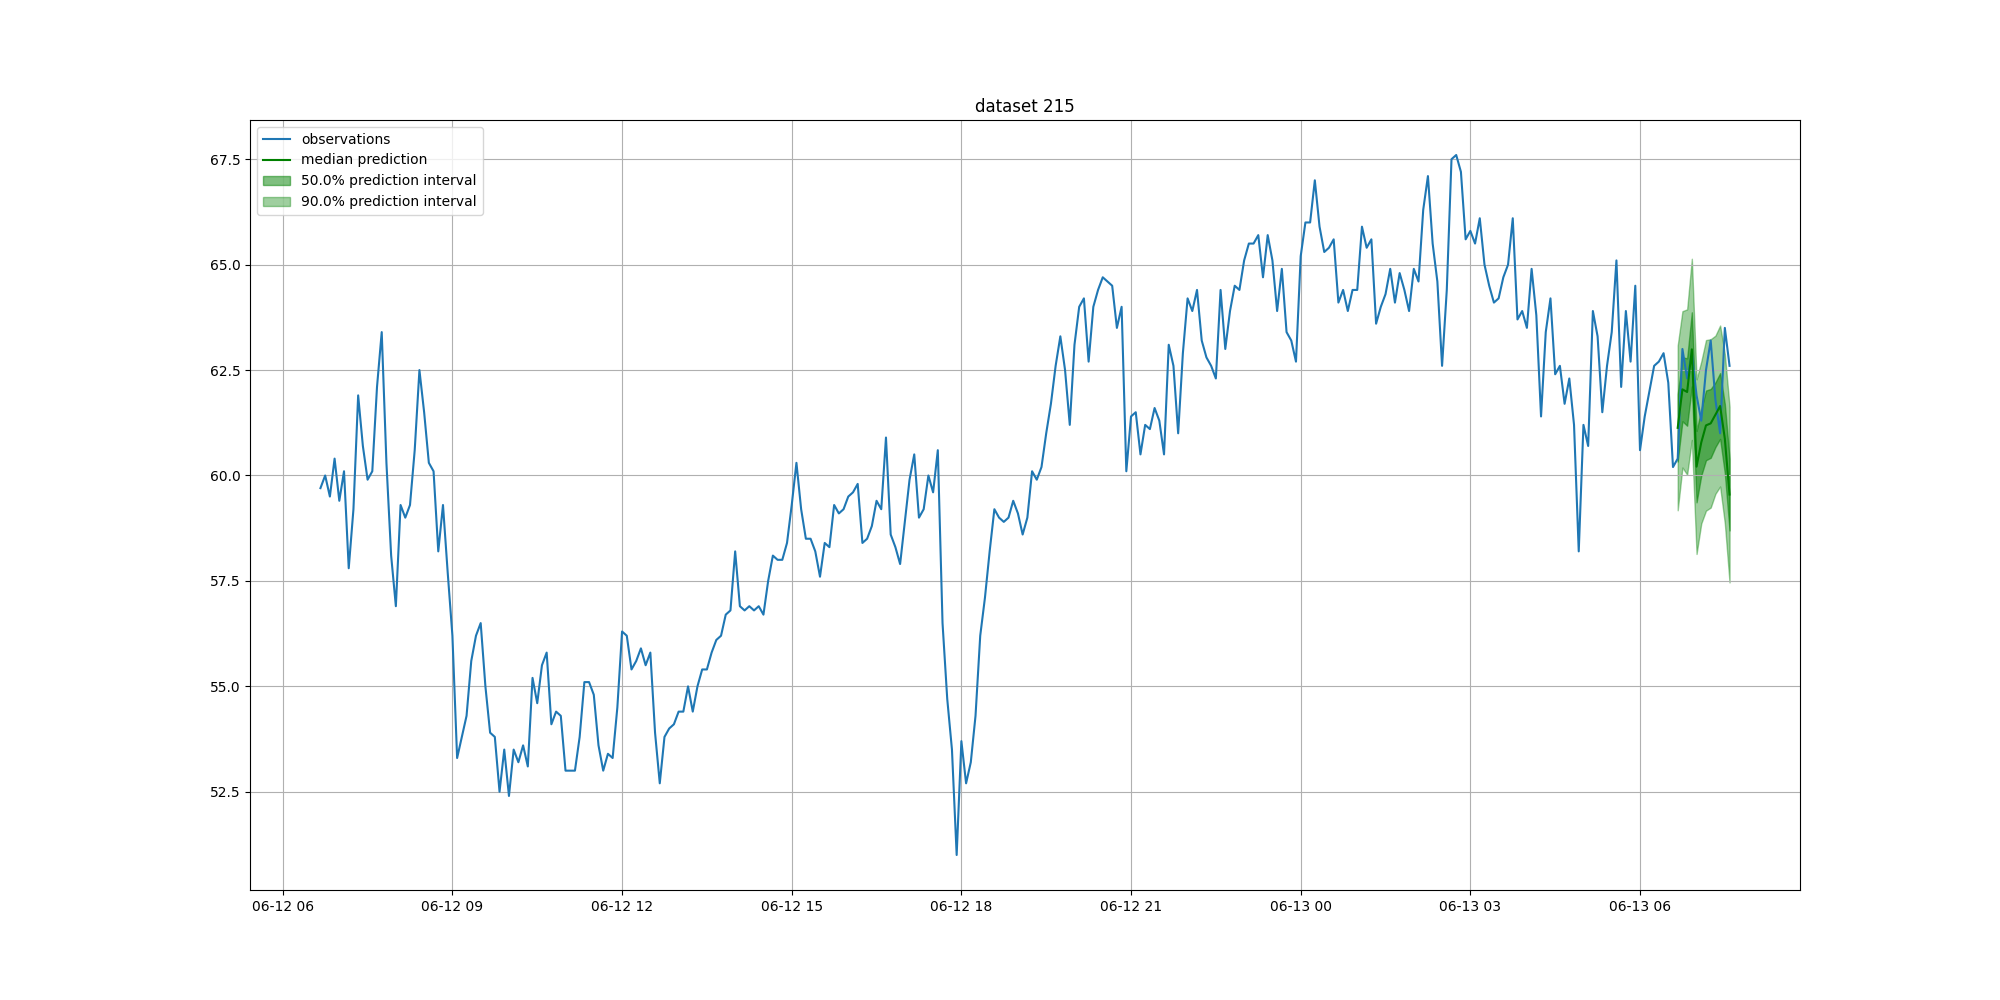 dataset 215
observations
median prediction
50.0% prediction interval
90.0% prediction interval
67.5
65.0
62.5
60.0
57.5
55.0
52.5
06-12 06 06-12 09 06-12 12 06-12 15 06-12 18 06-12 21 06-13 00 06-13 03 06-13 06